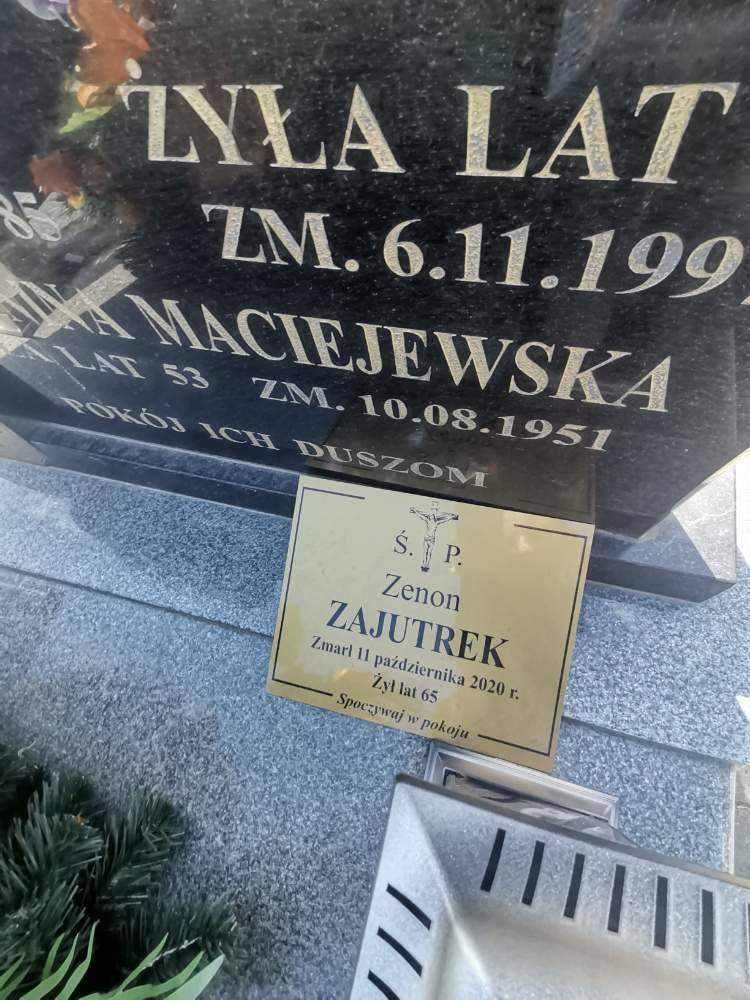 ŻYŁA LAT
85
ZM. 6.11.199
MACIEJEWSKA
LAT 53 ZM. 10.08.1951
POKÓJ ICH DUSZOM
Ś. P.
Zenon
ZAJUTREK
Zmarł 11 października 2020 r.
Żył lat 65
Spoczywaj w pokoju